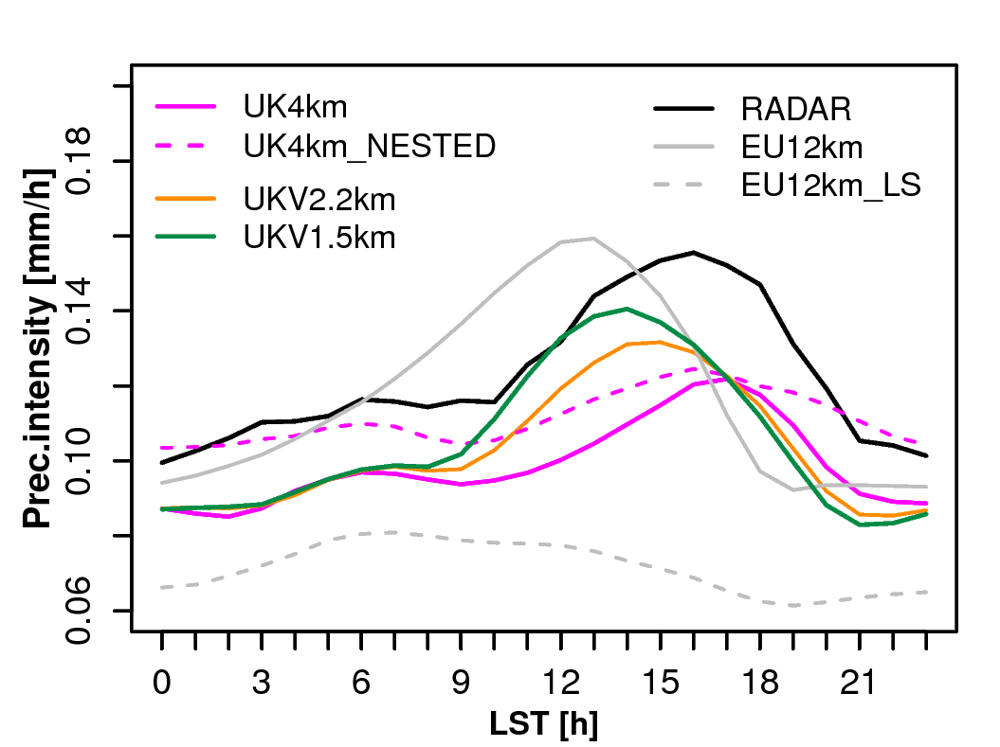 UK4km
UK4km_NESTED
UKV2.2km
UKV1.5km
RADAR
EU12km
EU12km_LS
Prec.intensity [mm/h]
0.18
0.14
0.10
0.06
0 3 6 9 12 15 18 21
LST [h]